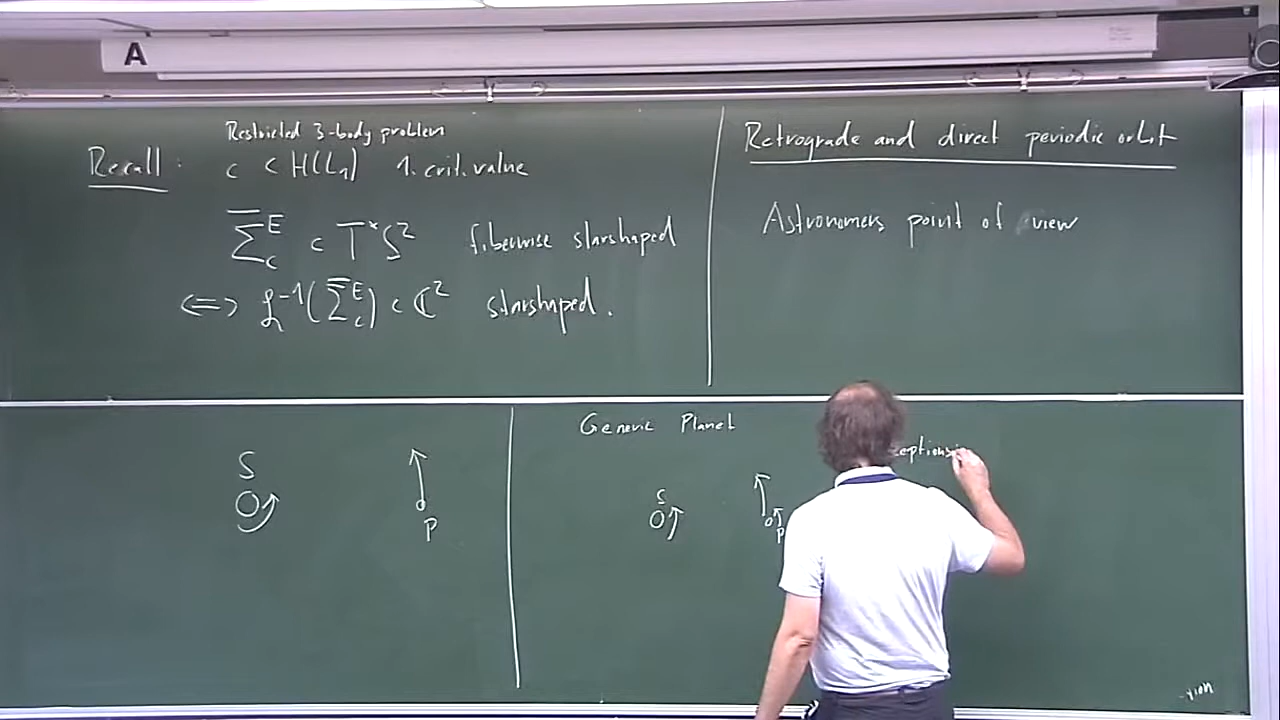 A
Restricted 3-body problem
Recall: c < H(L₁) 1. crit. value
Σ̅_c^E ⊂ T*S² fiberwise starshaped
⟺ 𝓛⁻¹(Σ̅_c^E) ⊂ ℂ² starshaped.
Retrograde and direct periodic orbit
Astronomers point of view
S
P
Generic Planet
S
P